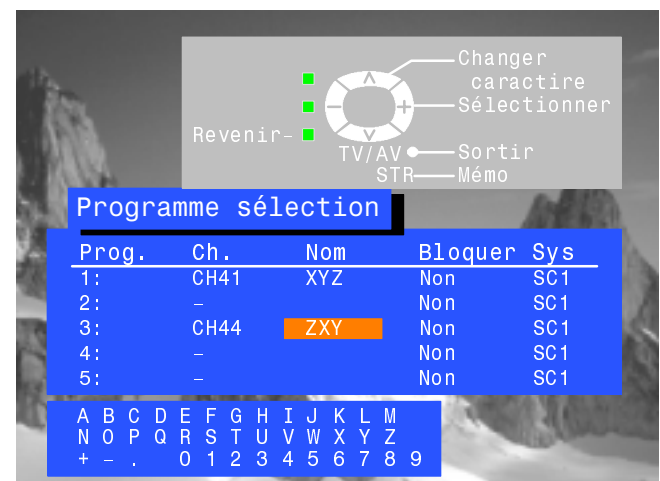 Changer
caractire
Sélectionner
Revenir-
TV/AV Sortir
STR Mémo
Programme sélection
Prog. Ch. Nom Bloquer Sys
1: CH41 XYZ Non SC1
2: - Non SC1
3: CH44 ZXY Non SC1
4: - Non SC1
5: - Non SC1
A B C D E F G H I J K L M
N O P Q R S T U V W X Y Z
+ - . 0 1 2 3 4 5 6 7 8 9